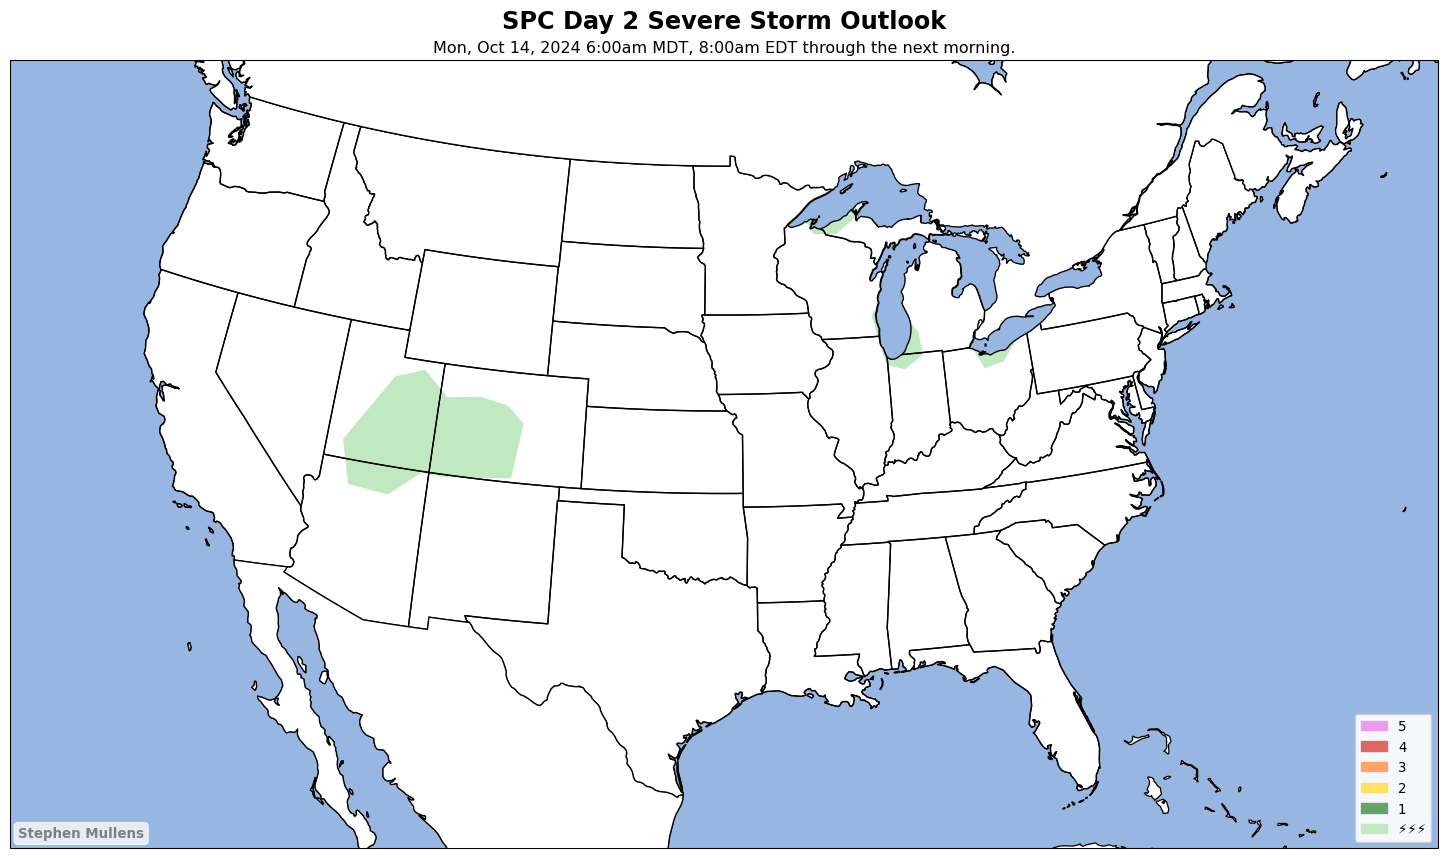 SPC Day 2 Severe Storm Outlook
Mon, Oct 14, 2024 6:00am MDT, 8:00am EDT through the next morning.
5
4
3
2
1
⚡⚡⚡
Stephen Mullens